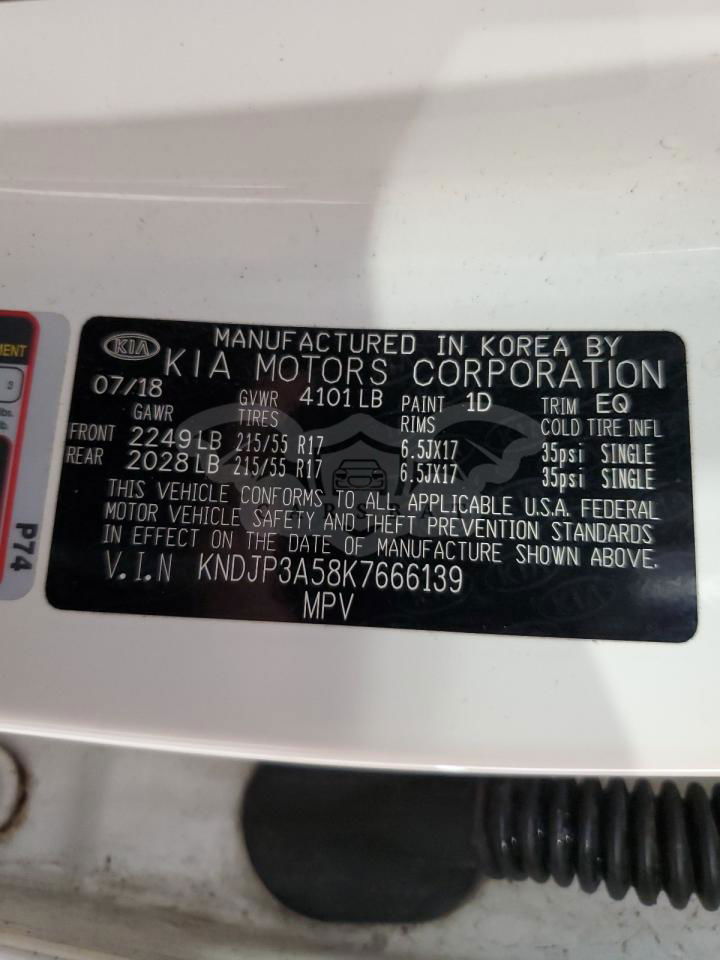 MANUFACTURED IN KOREA BY
KIA KIA MOTORS CORPORATION
07/18 GVWR 4101 LB PAINT 1D TRIM EQ
GAWR TIRES RIMS COLD TIRE INFL
FRONT 2249 LB 215/55 R17 6.5JX17 35psi SINGLE
REAR 2028 LB 215/55 R17 6.5JX17 35psi SINGLE
THIS VEHICLE CONFORMS TO ALL APPLICABLE U.S.A. FEDERAL
MOTOR VEHICLE SAFETY AND THEFT PREVENTION STANDARDS
IN EFFECT ON THE DATE OF MANUFACTURE SHOWN ABOVE.
V.I.N KNDJP3A58K7666139
MPV
P74